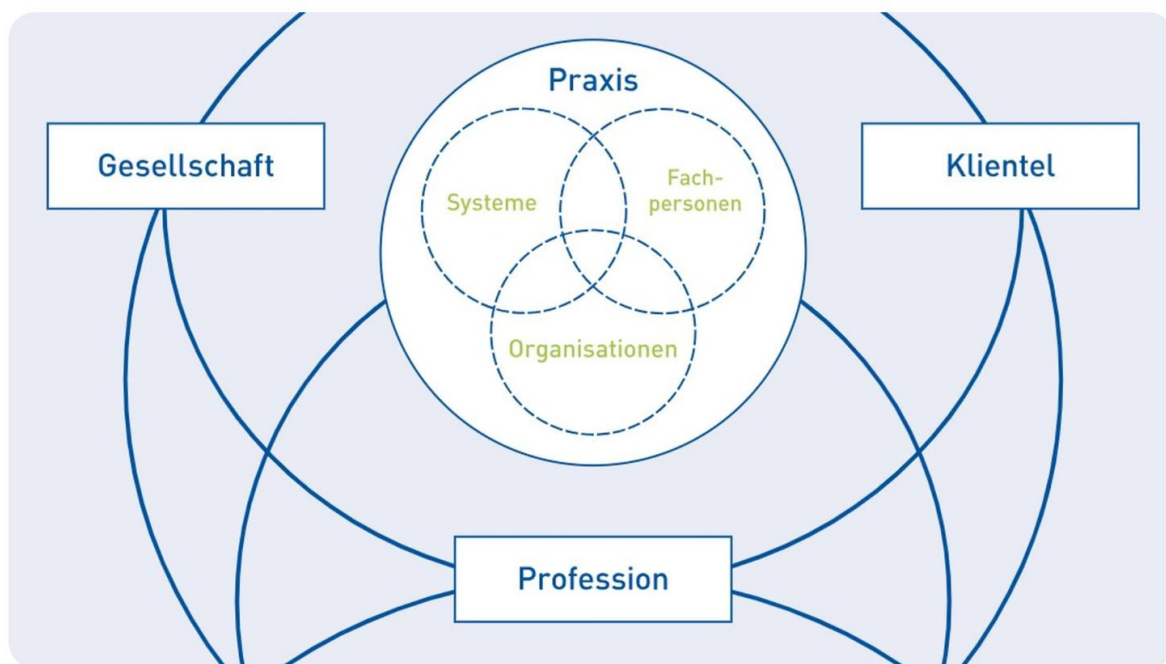 Praxis
Gesellschaft
Klientel
Systeme
Fach-
personen
Organisationen
Profession